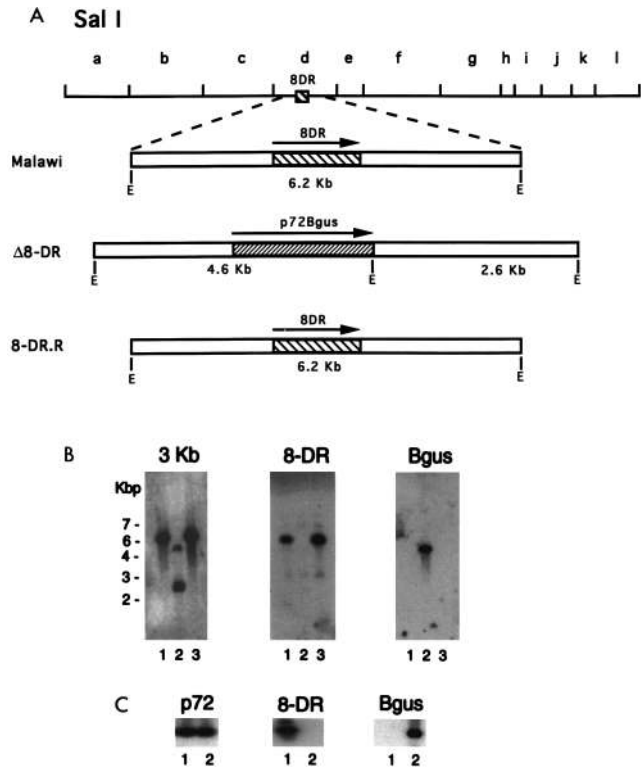 A Sal I
a b c d e f g h i j k l
8DR
8DR
Malawi
6.2 Kb
E E
p72Bgus
Δ8-DR
4.6 Kb 2.6 Kb
E E E
8DR
8-DR.R
6.2 Kb
E E
B 3 Kb 8-DR Bgus
Kbp
7 -
6 -
4 -
3 -
2 -
1 2 3 1 2 3 1 2 3
C p72 8-DR Bgus
1 2 1 2 1 2